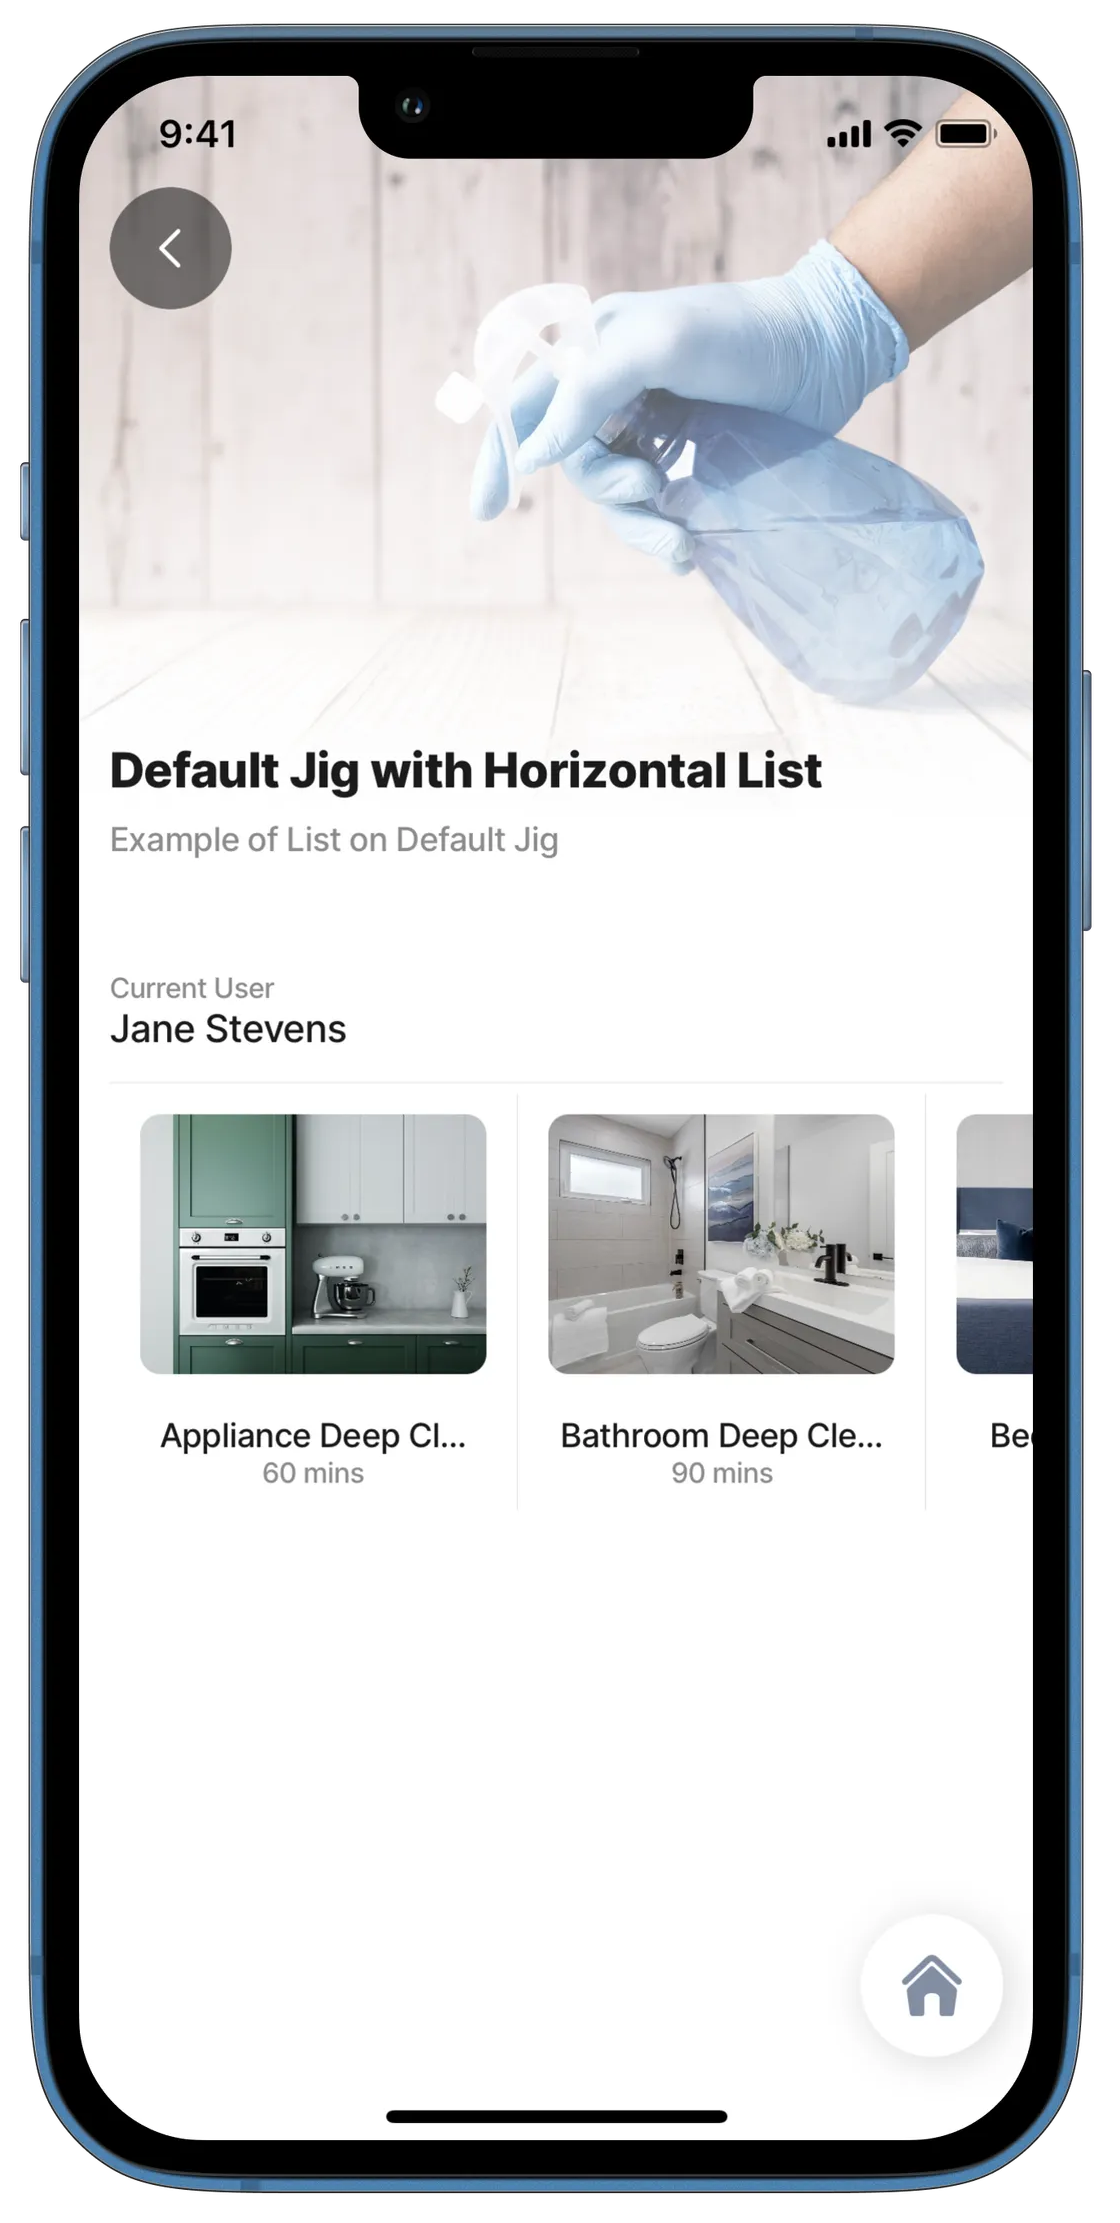 9:41
Default Jig with Horizontal List
Example of List on Default Jig
Current User
Jane Stevens
Appliance Deep Cl...
60 mins
Bathroom Deep Cle...
90 mins